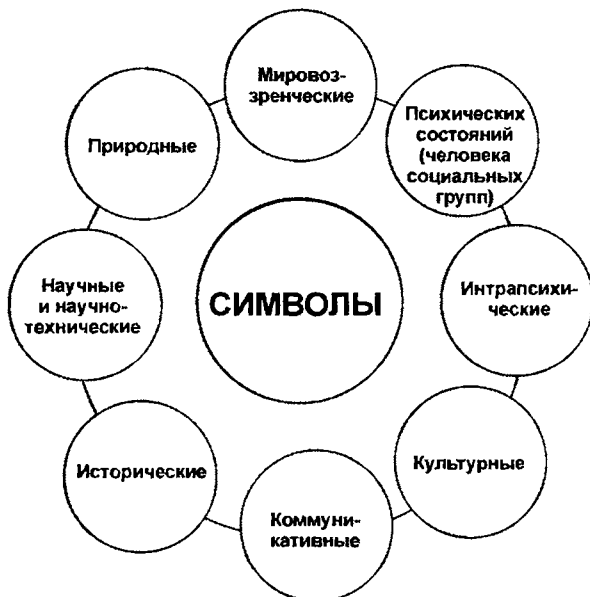 Мировоз-
зренческие
Психических
состояний
(человека
социальных
групп)
Природные
Научные
и научно-
технические
СИМВОЛЫ
Интрапсихи-
ческие
Исторические
Культурные
Коммуни-
кативные